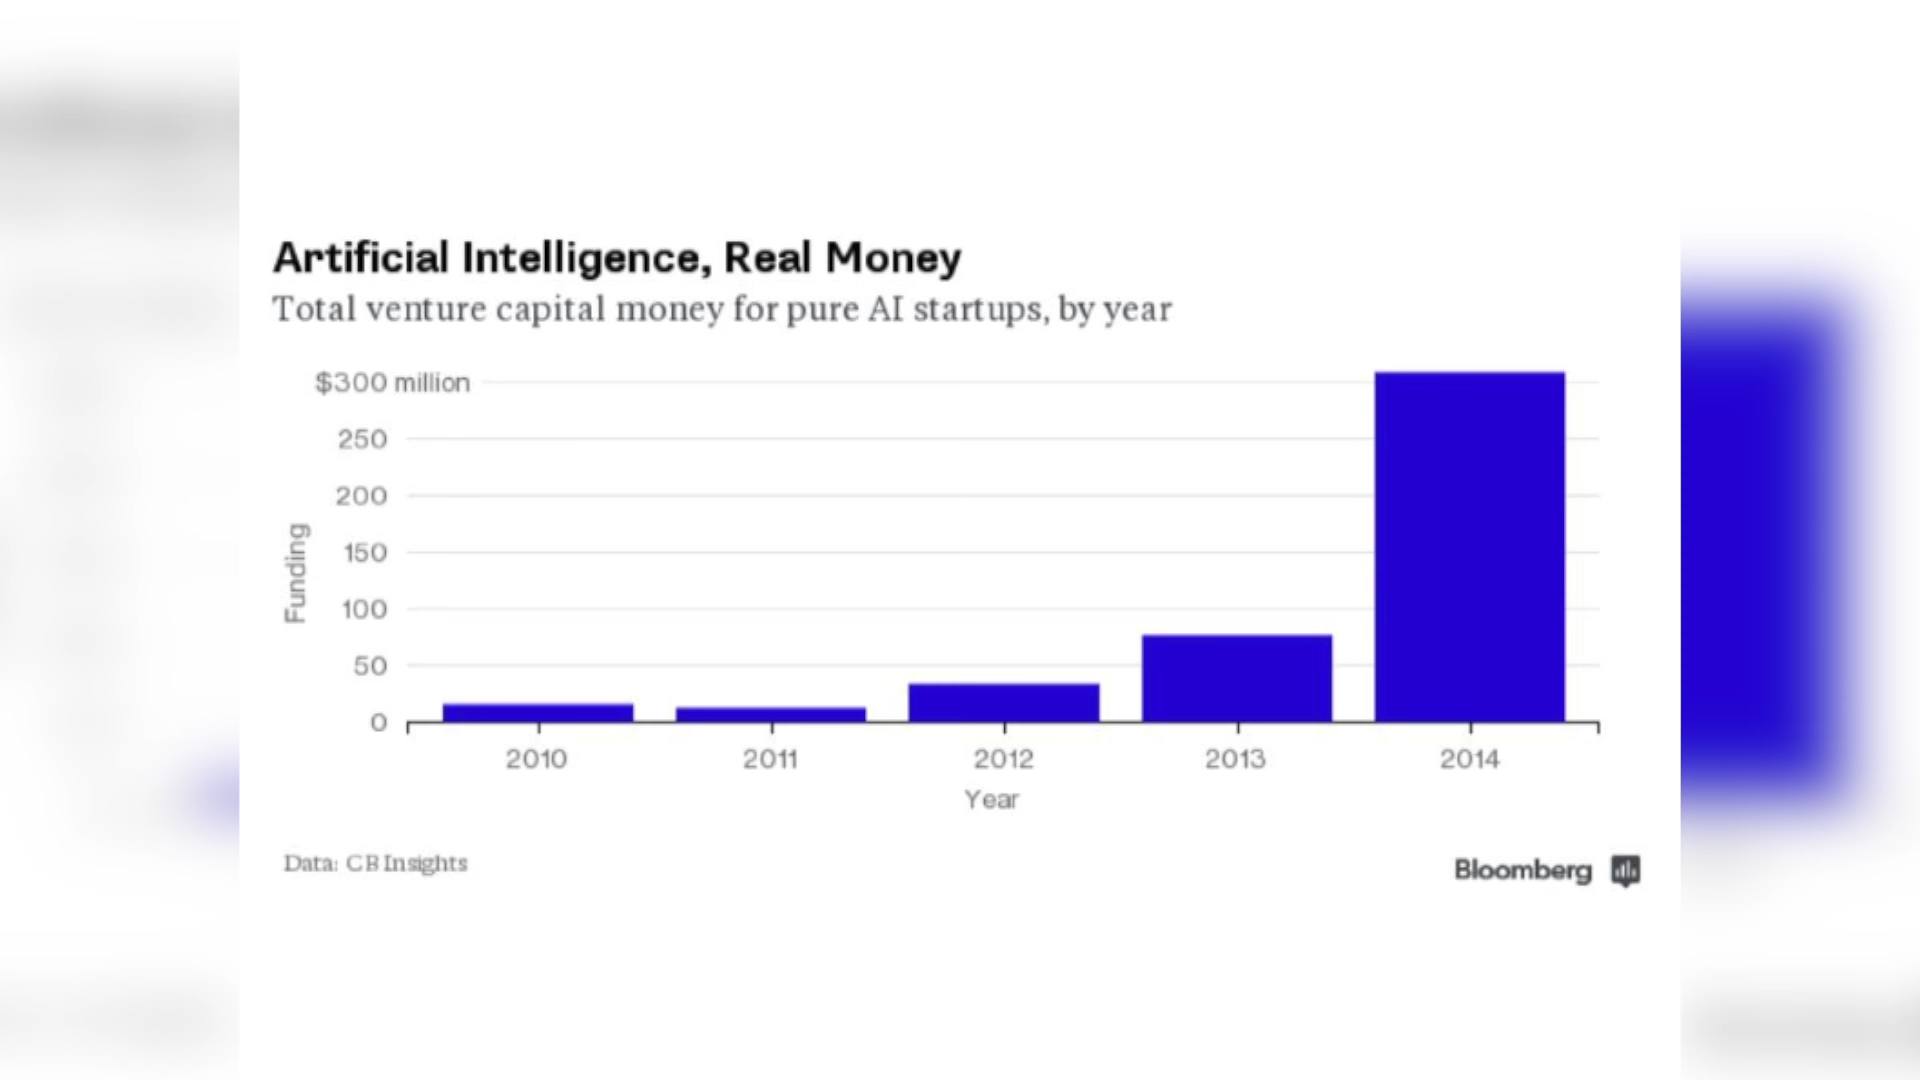 Artificial Intelligence, Real Money
Total venture capital money for pure AI startups, by year
$300 million
250
200
150
100
50
0
Funding
2010 2011 2012 2013 2014
Year
Data: CB Insights
Bloomberg